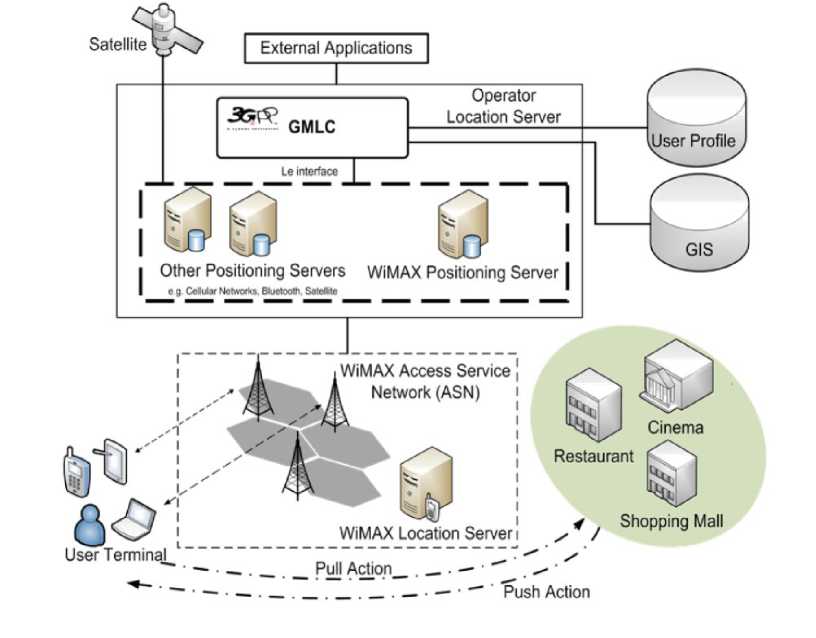 Satellite
External Applications
Operator
Location Server
3GPP
A GLOBAL INITIATIVE
GMLC
User Profile
Le interface
GIS
Other Positioning Servers
WiMAX Positioning Server
e.g. Cellular Networks, Bluetooth, Satellite
WiMAX Access Service
Network (ASN)
Cinema
Restaurant
Shopping Mall
WiMAX Location Server
User Terminal
Pull Action
Push Action